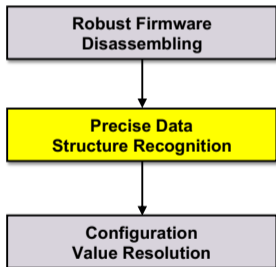 Robust Firmware
Disassembling
Precise Data
Structure Recognition
Configuration
Value Resolution